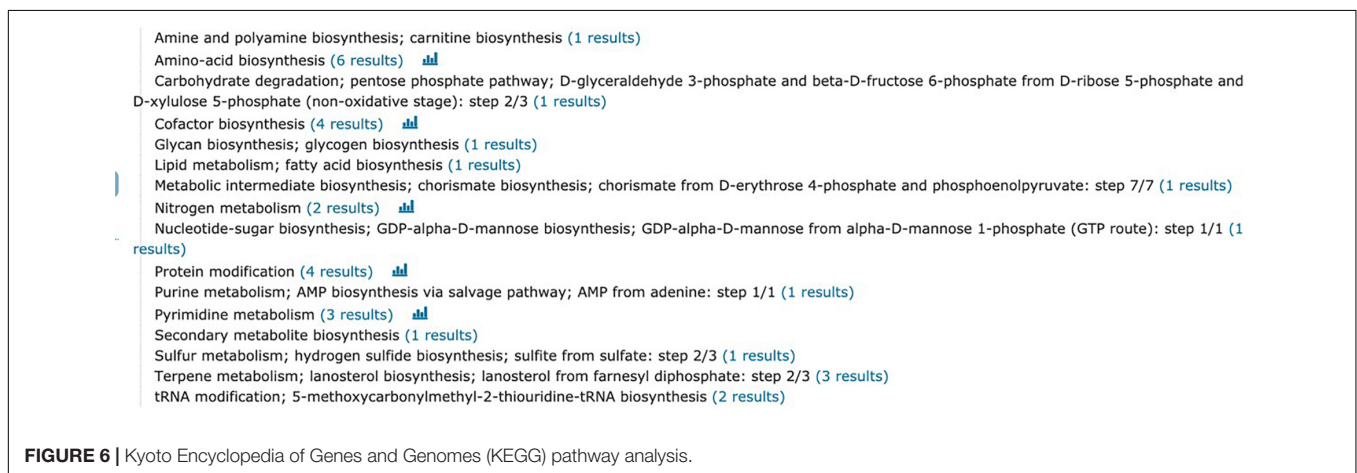 Amine and polyamine biosynthesis; carnitine biosynthesis (1 results)
Amino-acid biosynthesis (6 results)
Carbohydrate degradation; pentose phosphate pathway; D-glyceraldehyde 3-phosphate and beta-D-fructose 6-phosphate from D-ribose 5-phosphate and
D-xylulose 5-phosphate (non-oxidative stage): step 2/3 (1 results)
Cofactor biosynthesis (4 results)
Glycan biosynthesis; glycogen biosynthesis (1 results)
Lipid metabolism; fatty acid biosynthesis (1 results)
Metabolic intermediate biosynthesis; chorismate biosynthesis; chorismate from D-erythrose 4-phosphate and phosphoenolpyruvate: step 7/7 (1 results)
Nitrogen metabolism (2 results)
Nucleotide-sugar biosynthesis; GDP-alpha-D-mannose biosynthesis; GDP-alpha-D-mannose from alpha-D-mannose 1-phosphate (GTP route): step 1/1 (1
results)
Protein modification (4 results)
Purine metabolism; AMP biosynthesis via salvage pathway; AMP from adenine: step 1/1 (1 results)
Pyrimidine metabolism (3 results)
Secondary metabolite biosynthesis (1 results)
Sulfur metabolism; hydrogen sulfide biosynthesis; sulfite from sulfate: step 2/3 (1 results)
Terpene metabolism; lanosterol biosynthesis; lanosterol from farnesyl diphosphate: step 2/3 (3 results)
tRNA modification; 5-methoxycarbonylmethyl-2-thiouridine-tRNA biosynthesis (2 results)
FIGURE 6 | Kyoto Encyclopedia of Genes and Genomes (KEGG) pathway analysis.